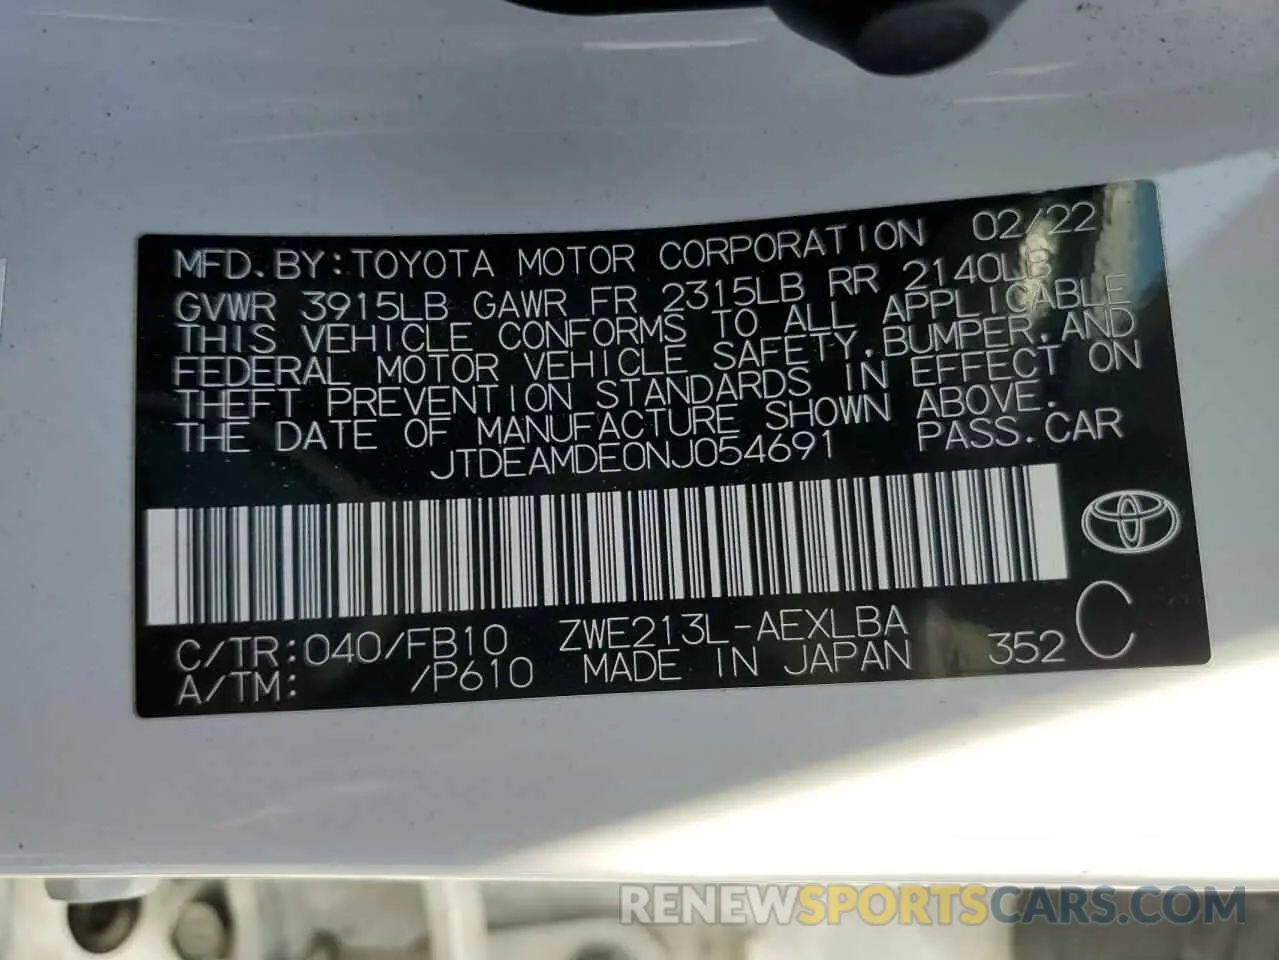 MFD.BY:TOYOTA MOTOR CORPORATION 02/22
GVWR 3915LB GAWR FR 2315LB RR 2140LB
THIS VEHICLE CONFORMS TO ALL APPLICABLE
FEDERAL MOTOR VEHICLE SAFETY,BUMPER,AND
THEFT PREVENTION STANDARDS IN EFFECT ON
THE DATE OF MANUFACTURE SHOWN ABOVE.
JTDEAMDE0NJ054691 PASS.CAR
C/TR:040/FB10 ZWE213L-AEXLBA
A/TM: /P610 MADE IN JAPAN 352 C
RENEWSPORTSCARS.COM